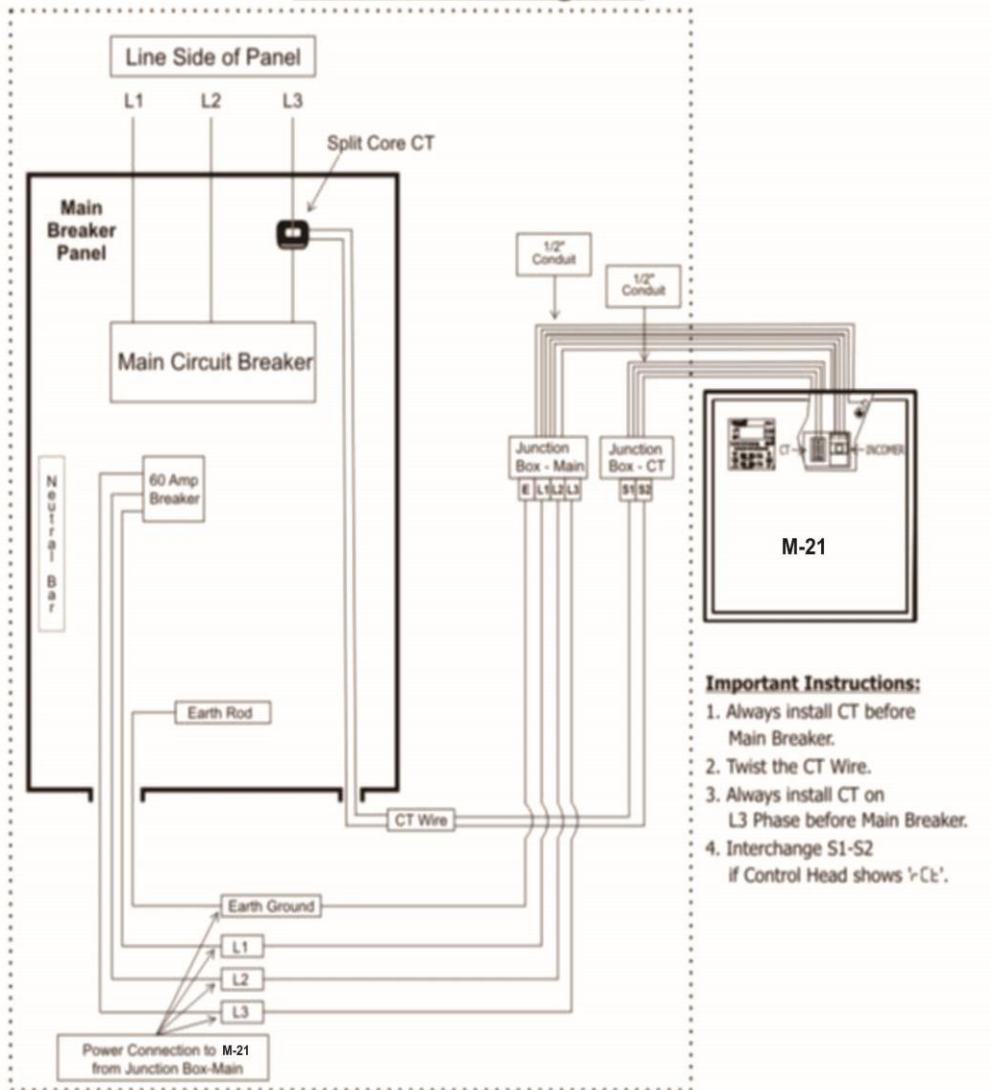 Line Side of Panel
L1 L2 L3
Split Core CT
Main
Breaker
Panel
1/2"
Conduit
1/2"
Conduit
Main Circuit Breaker
Neutral Bar
60 Amp
Breaker
Junction
Box - Main
E L1 L2 L3
Junction
Box - CT
S1 S2
CT
INCOMER
M-21
Earth Rod
CT Wire
Earth Ground
L1
L2
L3
Power Connection to M-21
from Junction Box-Main
Important Instructions:
1. Always install CT before
Main Breaker.
2. Twist the CT Wire.
3. Always install CT on
L3 Phase before Main Breaker.
4. Interchange S1-S2
if Control Head shows 'rCt'.